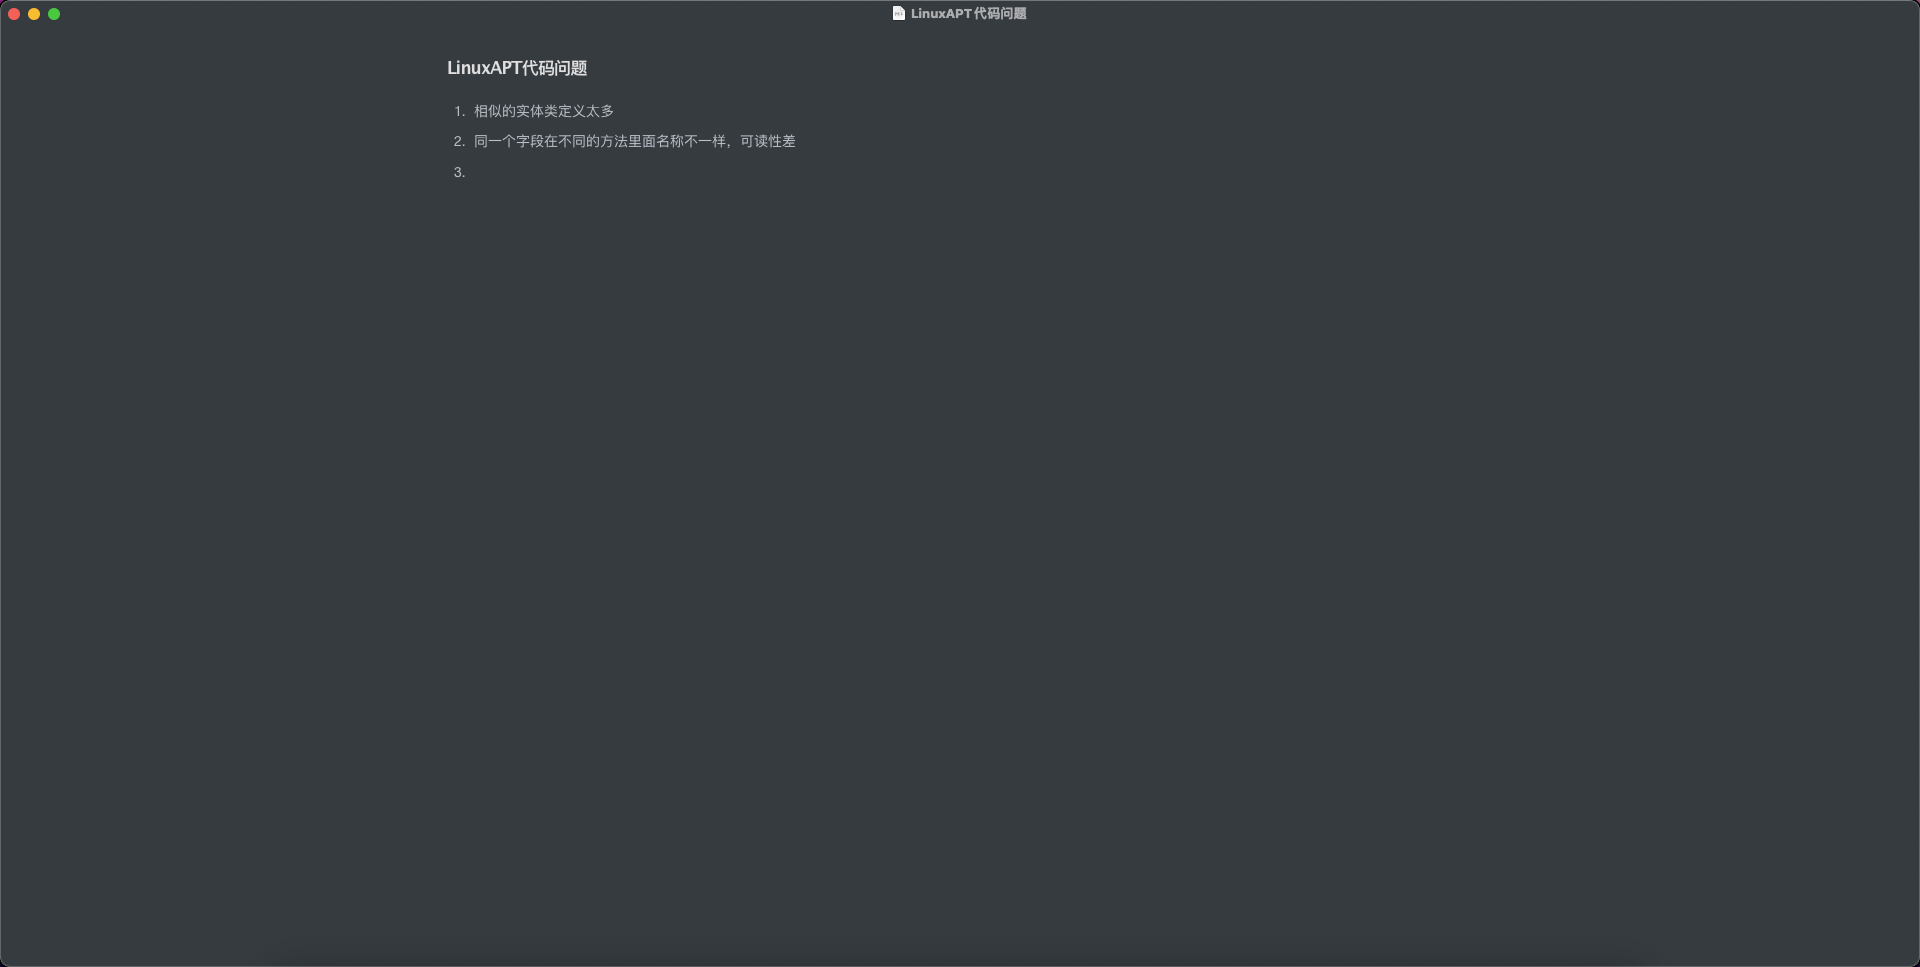 LinuxAPT代码问题
LinuxAPT代码问题
1. 相似的实体类定义太多
2. 同一个字段在不同的方法里面名称不一样，可读性差
3.